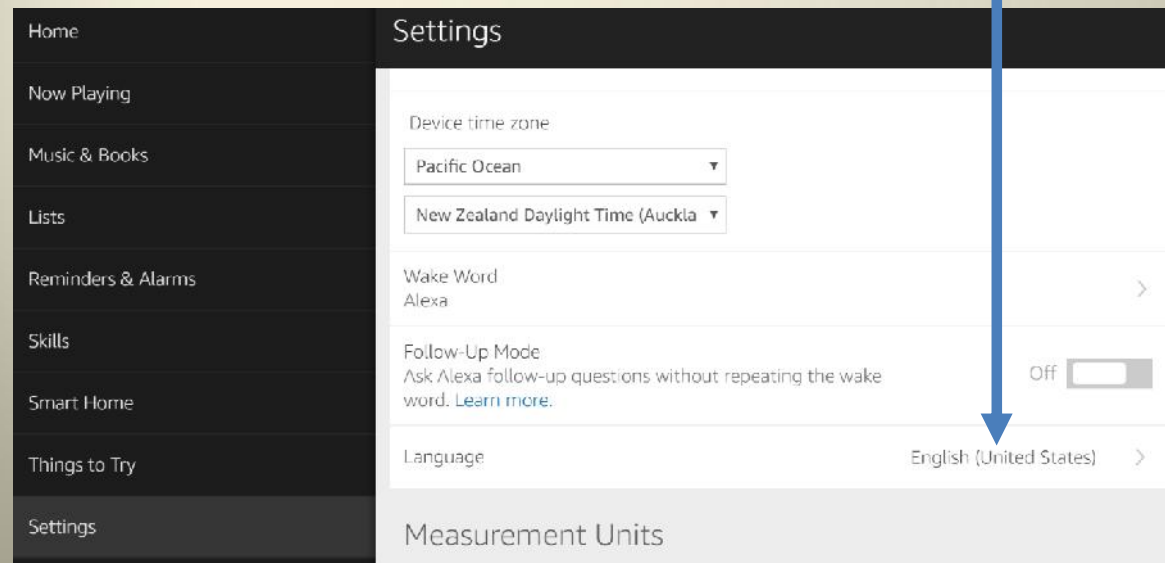 Home
Now Playing
Music & Books
Lists
Reminders & Alarms
Skills
Smart Home
Things to Try
Settings
Settings
Device time zone
Pacific Ocean
New Zealand Daylight Time (Auckla
Wake Word
Alexa
Follow-Up Mode
Ask Alexa follow-up questions without repeating the wake
word. Learn more.
Off
Language
English (United States)
Measurement Units